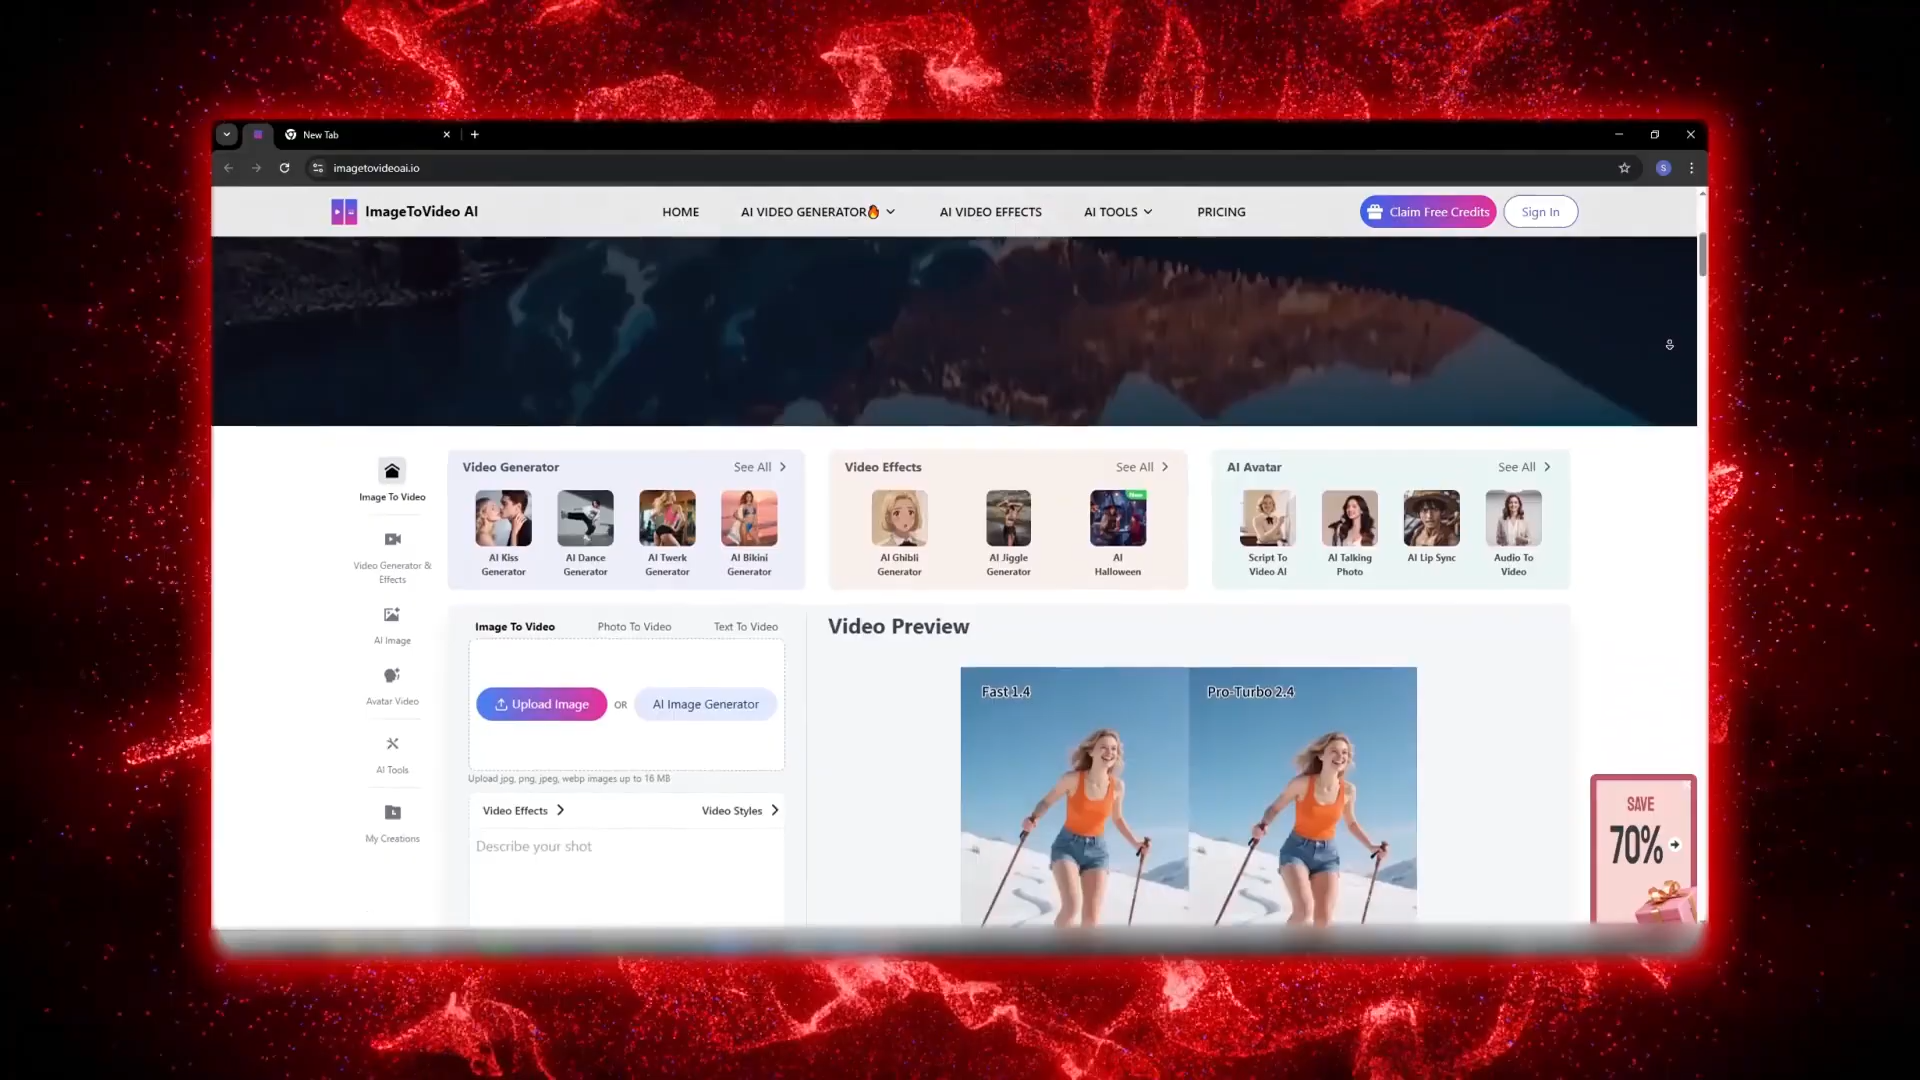 New Tab
imagetovideoai.io
S
ImageToVideo AI
HOME
AI VIDEO GENERATOR🔥
AI VIDEO EFFECTS
AI TOOLS
PRICING
Claim Free Credits
Sign In
Image To Video
Video Generator & Effects
AI Image
Avatar Video
AI Tools
My Creations
Video Generator
See All
AI Kiss
Generator
AI Dance
Generator
AI Twerk
Generator
AI Bikini
Generator
Video Effects
See All
AI Ghibli
Generator
AI Jiggle
Generator
New
AI
Halloween
AI Avatar
See All
Script To
Video AI
AI Talking
Photo
AI Lip Sync
Audio To
Video
Image To Video
Photo To Video
Text To Video
Upload Image
OR
AI Image Generator
Upload jpg, png, jpeg, webp images up to 16 MB
Video Effects
Video Styles
Describe your shot
Video Preview
Fast 1.4
Pro-Turbo 2.4
SAVE
70%